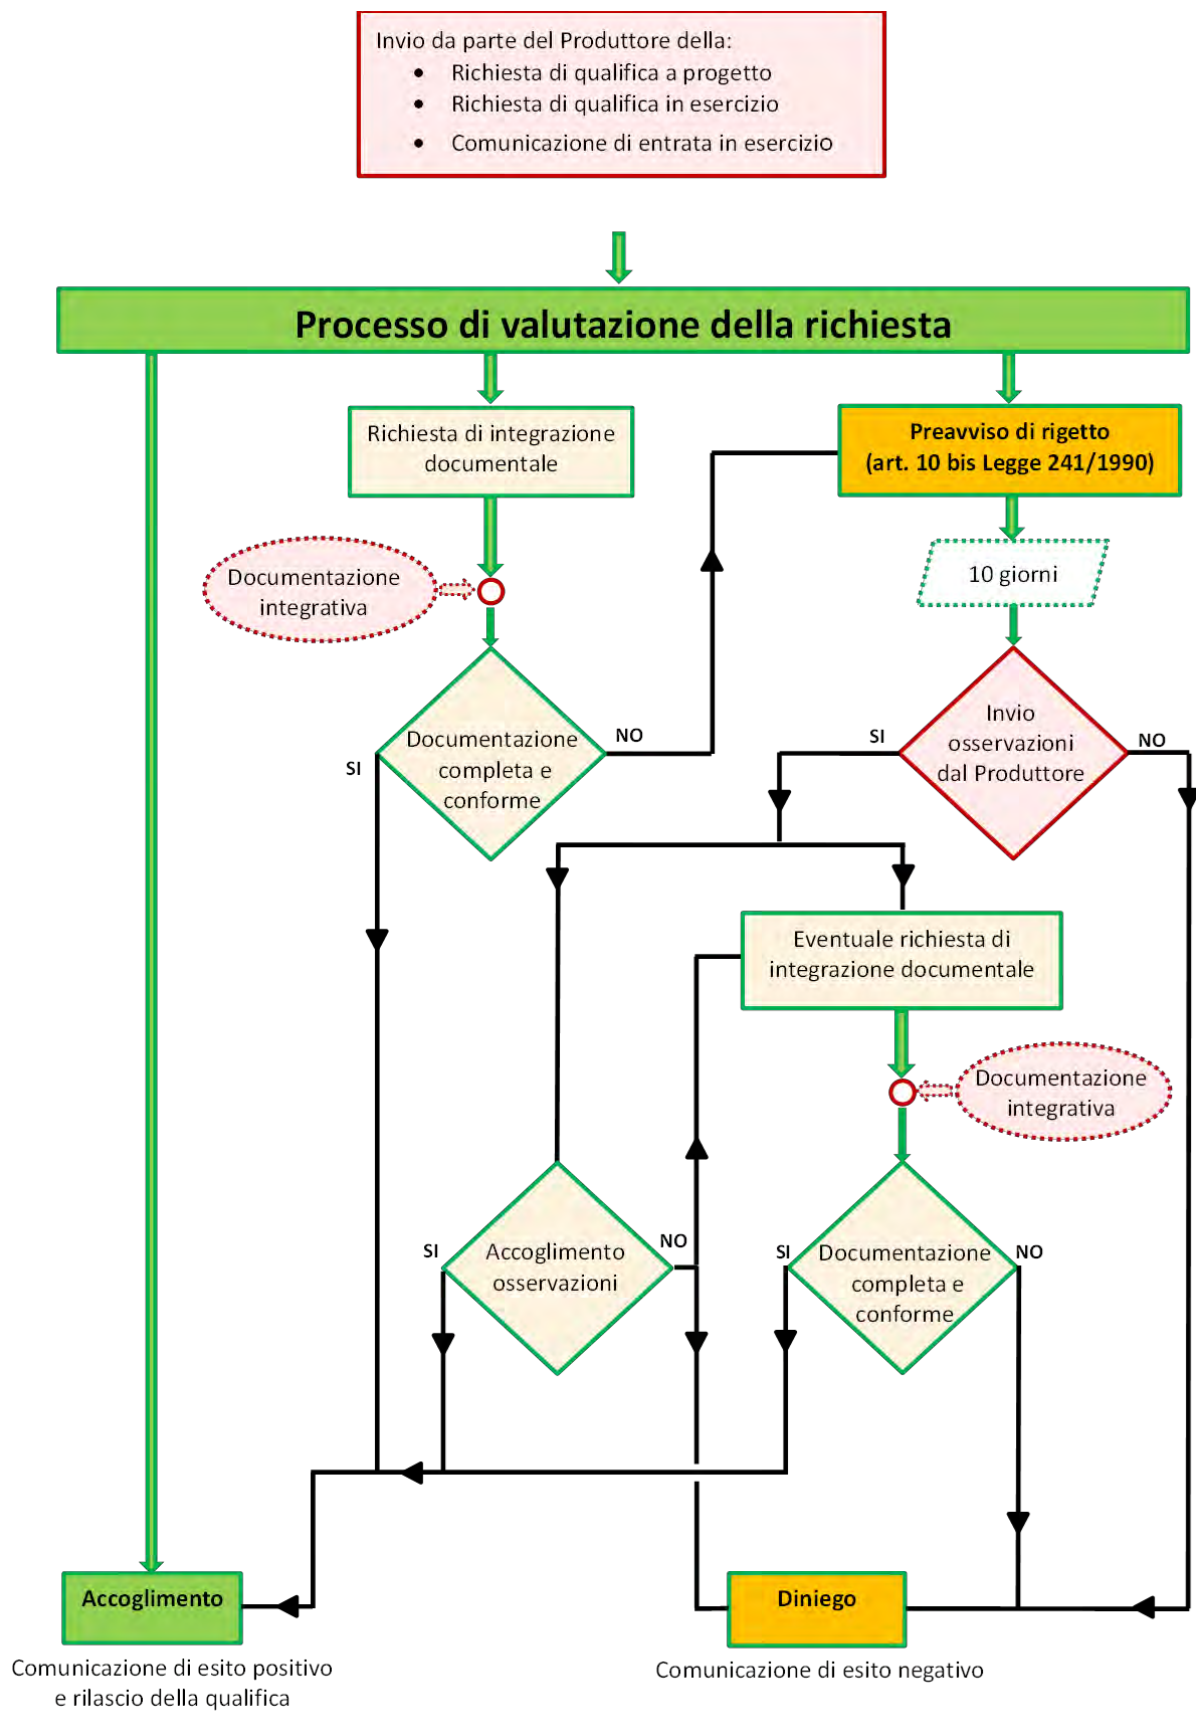 Invio da parte del Produttore della:
• Richiesta di qualifica a progetto
• Richiesta di qualifica in esercizio
• Comunicazione di entrata in esercizio
Processo di valutazione della richiesta
Richiesta di integrazione
documentale
Preavviso di rigetto
(art. 10 bis Legge 241/1990)
Documentazione
integrativa
10 giorni
Documentazione
completa e
conforme
SI
NO
Invio
osservazioni
dal Produttore
SI
NO
Eventuale richiesta di
integrazione documentale
Documentazione
integrativa
Accoglimento
osservazioni
SI
NO
Documentazione
completa e
conforme
SI
NO
Accoglimento
Diniego
Comunicazione di esito positivo
e rilascio della qualifica
Comunicazione di esito negativo